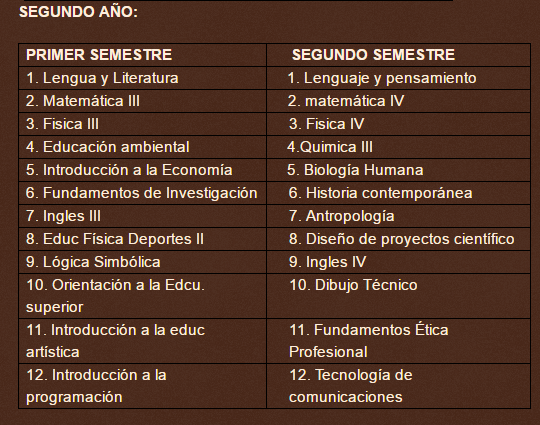 SEGUNDO AÑO:
PRIMER SEMESTRE SEGUNDO SEMESTRE
1. Lengua y Literatura 1. Lenguaje y pensamiento
2. Matemática III 2. matemática IV
3. Fisica III 3. Fisica IV
4. Educación ambiental 4.Quimica III
5. Introducción a la Economía 5. Biología Humana
6. Fundamentos de Investigación 6. Historia contemporánea
7. Ingles III 7. Antropología
8. Educ Física Deportes II 8. Diseño de proyectos científico
9. Lógica Simbólica 9. Ingles IV
10. Orientación a la Edcu. 10. Dibujo Técnico
superior
11. Introducción a la educ 11. Fundamentos Ética
artística Profesional
12. Introducción a la 12. Tecnología de
programación comunicaciones